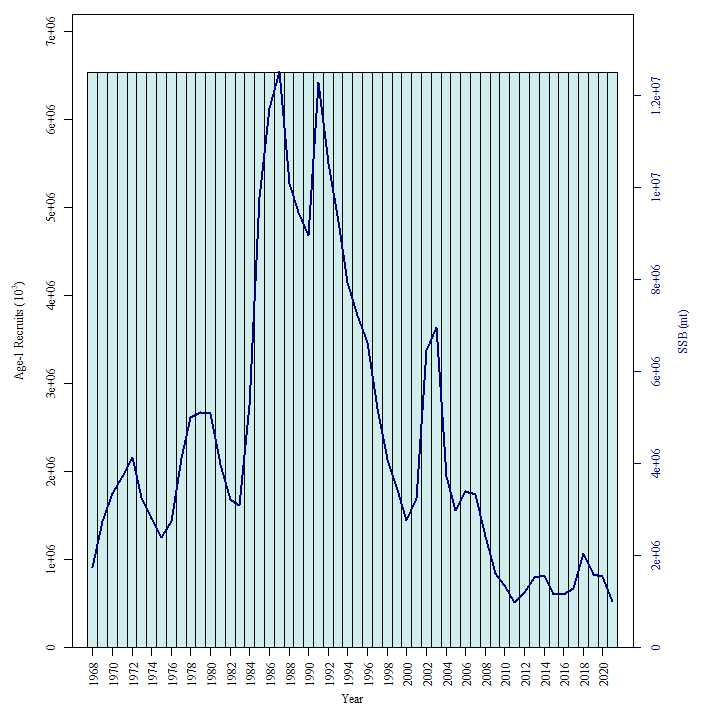 7e+06
6e+06
5e+06
4e+06
3e+06
2e+06
1e+06
0
Age-1 Recruits (10³)
1.2e+07
1e+07
8e+06
6e+06
4e+06
2e+06
0
SSB (mt)
1968 1970 1972 1974 1976 1978 1980 1982 1984 1986 1988 1990 1992 1994 1996 1998 2000 2002 2004 2006 2008 2010 2012 2014 2016 2018 2020
Year